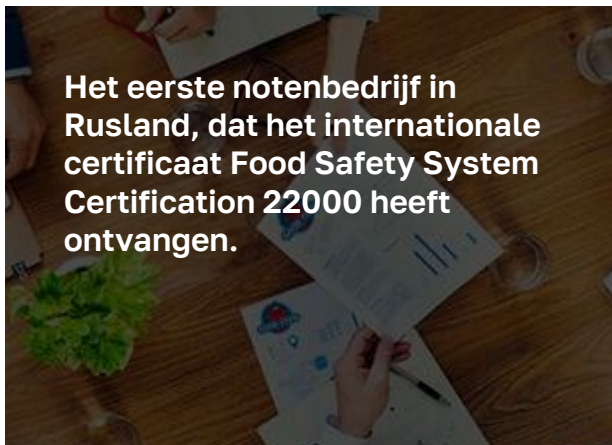 Het eerste notenbedrijf in
Rusland, dat het internationale
certificaat Food Safety System
Certification 22000 heeft
ontvangen.